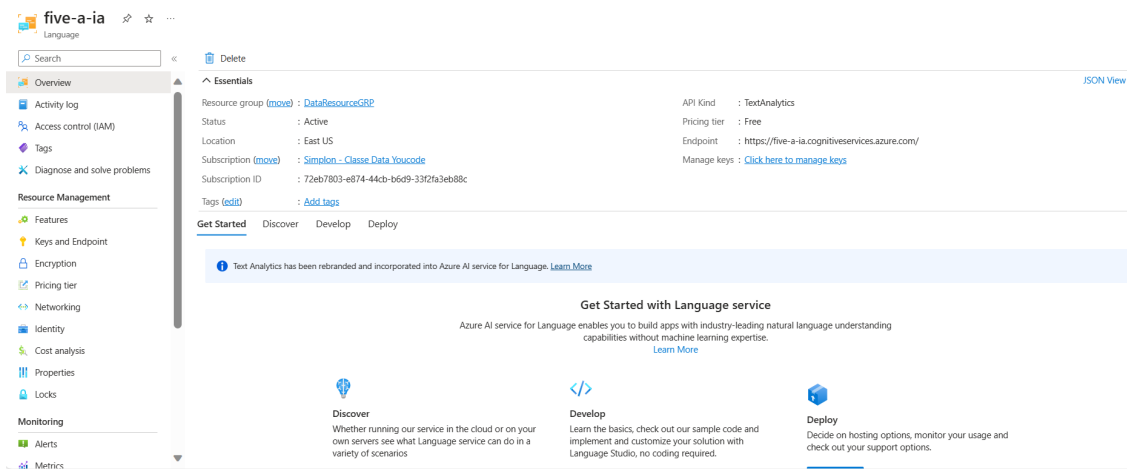 five-a-ia
Language
Search
«
Delete
Overview
Activity log
Access control (IAM)
Tags
Diagnose and solve problems
Resource Management
Features
Keys and Endpoint
Encryption
Pricing tier
Networking
Identity
Cost analysis
Properties
Locks
Monitoring
Alerts
Metrics
Essentials
JSON View
Resource group (move) : DataResourceGRP
Status : Active
Location : East US
Subscription (move) : Simplon - Classe Data Youcode
Subscription ID : 72eb7803-e874-44cb-b6d9-33f2fa3eb88c
Tags (edit) : Add tags
API Kind : TextAnalytics
Pricing tier : Free
Endpoint : https://five-a-ia.cognitiveservices.azure.com/
Manage keys : Click here to manage keys
Get Started Discover Develop Deploy
Text Analytics has been rebranded and incorporated into Azure AI service for Language. Learn More
Get Started with Language service
Azure AI service for Language enables you to build apps with industry-leading natural language understanding
capabilities without machine learning expertise.
Learn More
Discover
Whether running our service in the cloud or on your
own servers see what Language service can do in a
variety of scenarios
Develop
Learn the basics, check out our sample code and
implement and customize your solution with
Language Studio, no coding required.
Deploy
Decide on hosting options, monitor your usage and
check out your support options.